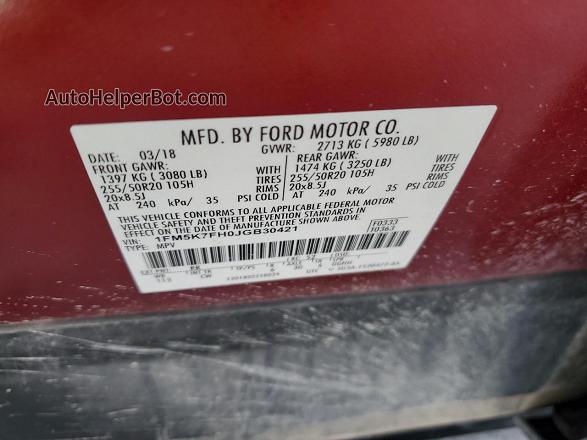 AutoHelperBot.com
MFD. BY FORD MOTOR CO.
DATE: 03/18 GVWR: 2713 KG ( 5980 LB)
FRONT GAWR: REAR GAWR:
1397 KG ( 3080 LB) 1474 KG ( 3250 LB)
255/50R20 105H TIRES 255/50R20 105H TIRES
20x8.5J RIMS 20x8.5J RIMS
AT 240 kPa/ 35 PSI COLD AT 240 kPa/ 35 PSI COLD
THIS VEHICLE CONFORMS TO ALL APPLICABLE FEDERAL MOTOR
VEHICLE SAFETY AND THEFT PREVENTION STANDARDS IN EFFECT
ON THE DATE OF MANUFACTURE SHOWN ABOVE.
VIN: 1FM5K7FH0JGB30421 F0333
TYPE: MPV T0363